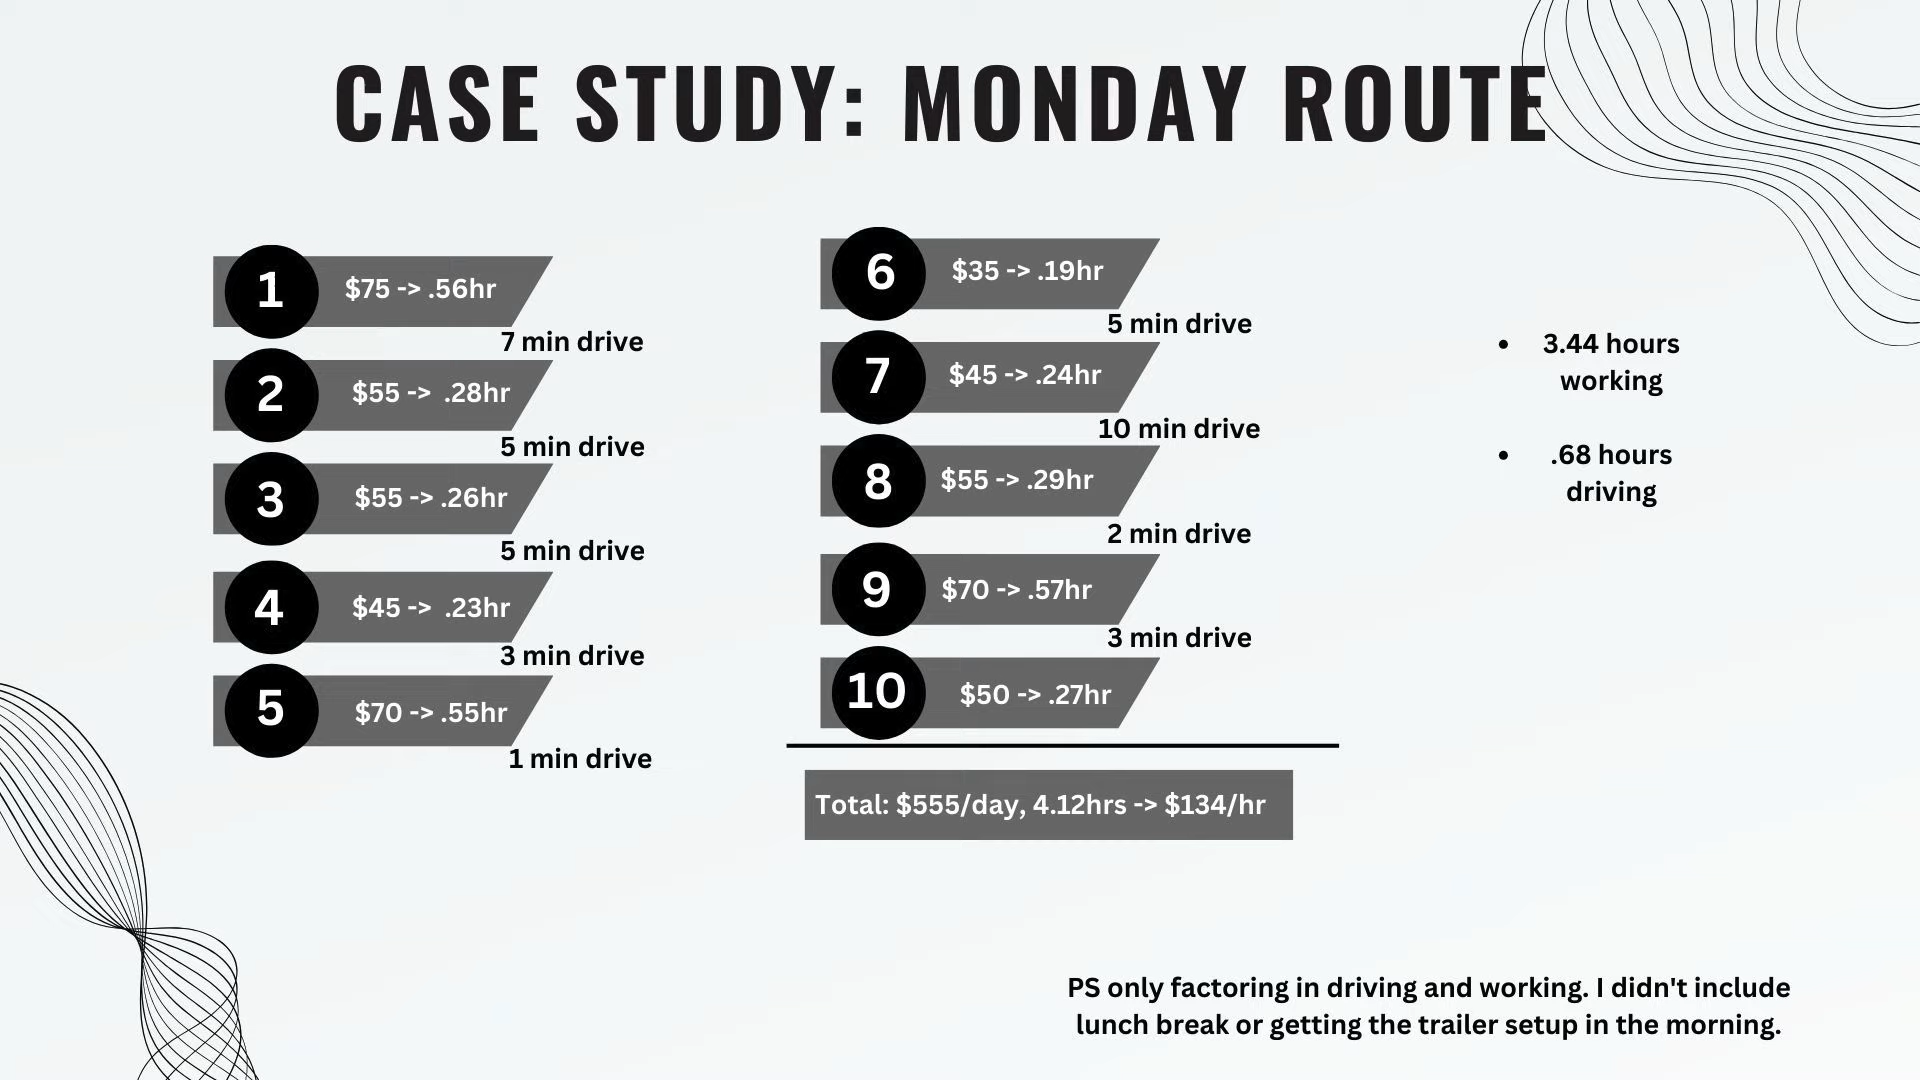 CASE STUDY: MONDAY ROUTE
1
$75 -> .56hr
7 min drive
2
$55 ->  .28hr
5 min drive
3
$55 -> .26hr
5 min drive
4
$45 ->  .23hr
3 min drive
5
$70 -> .55hr
1 min drive
6
$35 -> .19hr
5 min drive
7
$45 -> .24hr
10 min drive
8
$55 -> .29hr
2 min drive
9
$70 -> .57hr
3 min drive
10
$50 -> .27hr
Total: $555/day, 4.12hrs -> $134/hr
• 3.44 hours
working
• .68 hours
driving
PS only factoring in driving and working. I didn't include
lunch break or getting the trailer setup in the morning.